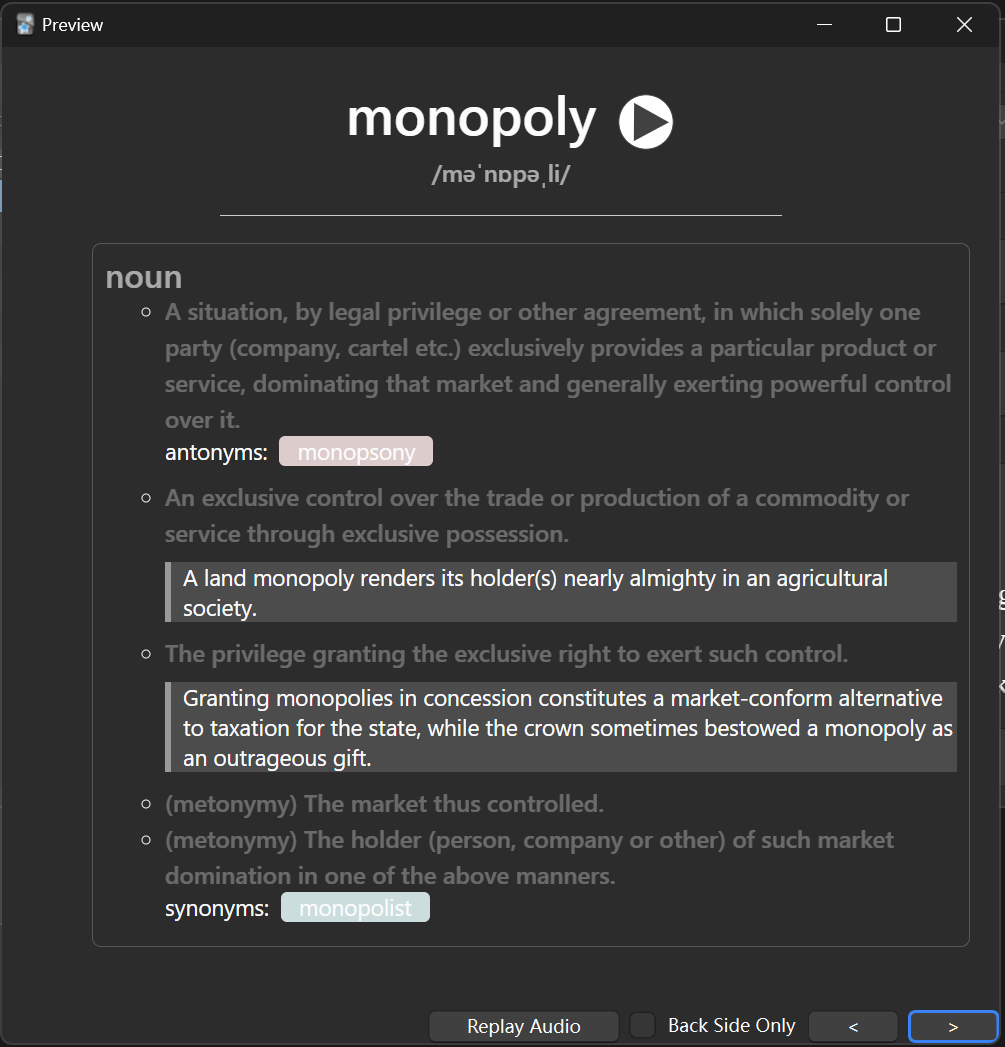 Preview
monopoly
/məˈnɒpəˌli/
noun
A situation, by legal privilege or other agreement, in which solely one
party (company, cartel etc.) exclusively provides a particular product or
service, dominating that market and generally exerting powerful control
over it.
antonyms: monopsony
An exclusive control over the trade or production of a commodity or
service through exclusive possession.
A land monopoly renders its holder(s) nearly almighty in an agricultural
society.
The privilege granting the exclusive right to exert such control.
Granting monopolies in concession constitutes a market-conform alternative
to taxation for the state, while the crown sometimes bestowed a monopoly as
an outrageous gift.
(metonymy) The market thus controlled.
(metonymy) The holder (person, company or other) of such market
domination in one of the above manners.
synonyms: monopolist
Replay Audio Back Side Only < >